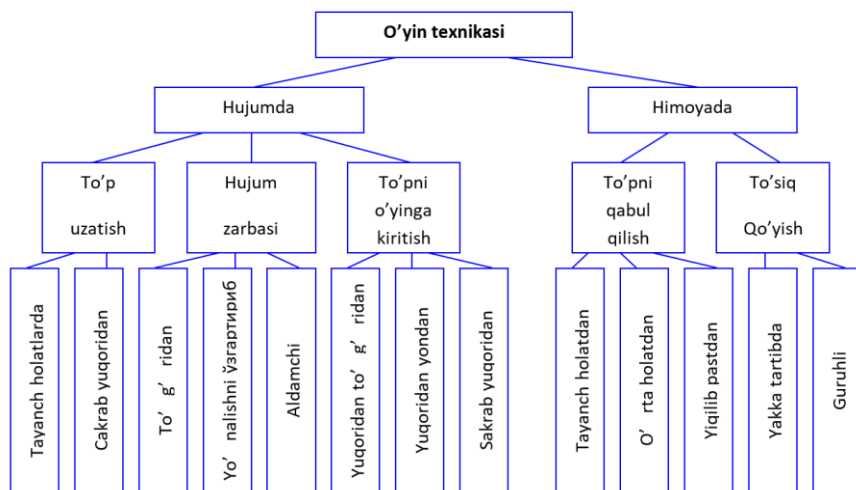 O'yin texnikasi
Hujumda
Himoyada
To'p
uzatish
Hujum
zarbasi
To'pni
o'yinga
kiritish
To'pni
qabul
qilish
To'siq
Qo'yish
Tayanch holatlarda
Cakrab yuqoridan
To' g' ridan
Yo' nalishni ўзгартириб
Aldamchi
Yuqoridan to' g' ridan
Yuqoridan yondan
Sakrab yuqoridan
Tayanch holatdan
O' rta holatdan
Yiqilib pastdan
Yakka tartibda
Guruhli